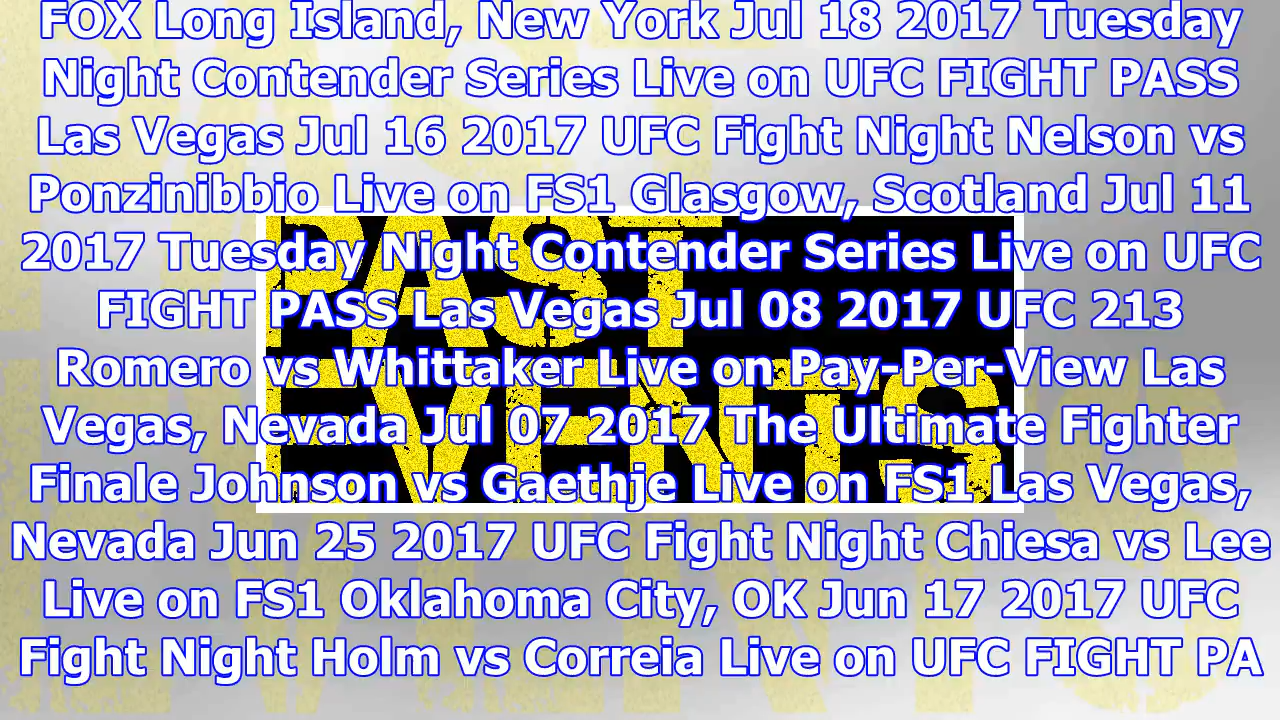 FOX Long Island, New York Jul 18 2017 Tuesday
Night Contender Series Live on UFC FIGHT PASS
Las Vegas Jul 16 2017 UFC Fight Night Nelson vs
Ponzinibbio Live on FS1 Glasgow, Scotland Jul 11
2017 Tuesday Night Contender Series Live on UFC
FIGHT PASS Las Vegas Jul 08 2017 UFC 213
Romero vs Whittaker Live on Pay-Per-View Las
Vegas, Nevada Jul 07 2017 The Ultimate Fighter
Finale Johnson vs Gaethje Live on FS1 Las Vegas,
Nevada Jun 25 2017 UFC Fight Night Chiesa vs Lee
Live on FS1 Oklahoma City, OK Jun 17 2017 UFC
Fight Night Holm vs Correia Live on UFC FIGHT PA
PAST
EVENTS